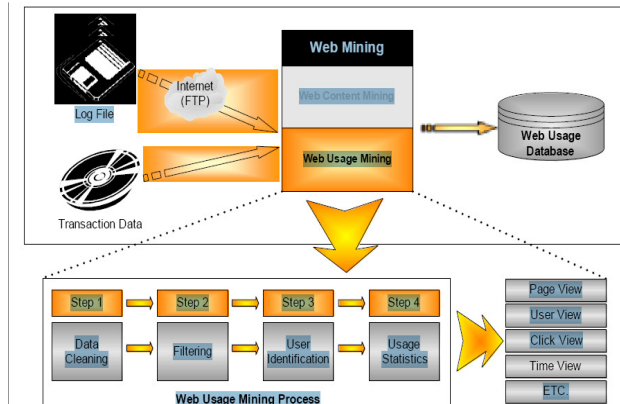 Web Mining
Internet
(FTP)
Web Content Mining
Log File
Web Usage
Database
Web Usage Mining
Transaction Data
Step 1
Step 2
Step 3
Step 4
Data
Cleaning
Filtering
User
Identification
Usage
Statistics
Web Usage Mining Process
Page View
User View
Click View
Time View
ETC.